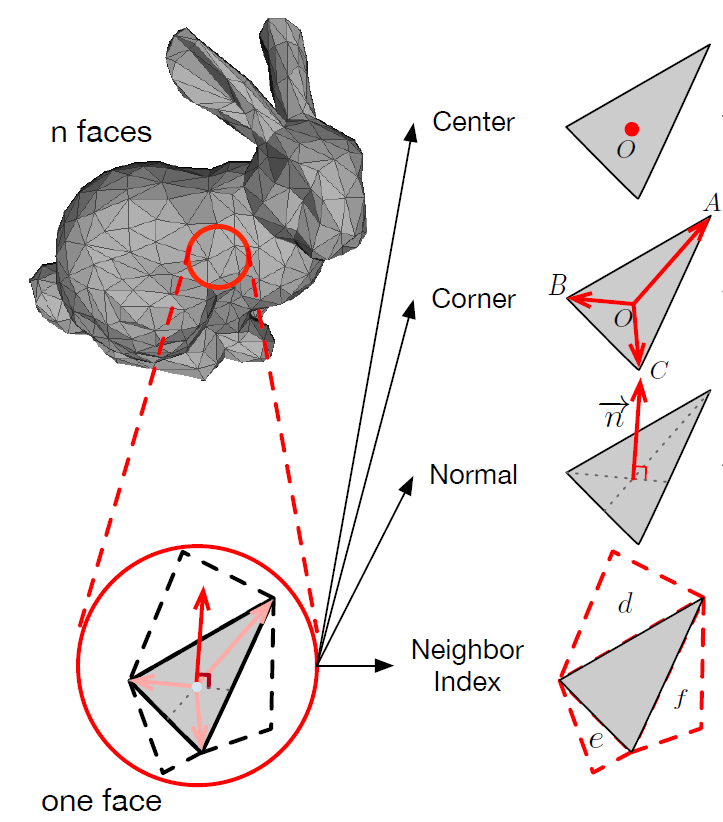 n faces
Center
O
Corner
A
B
O
C
Normal
n
Neighbor
Index
d
e
f
one face